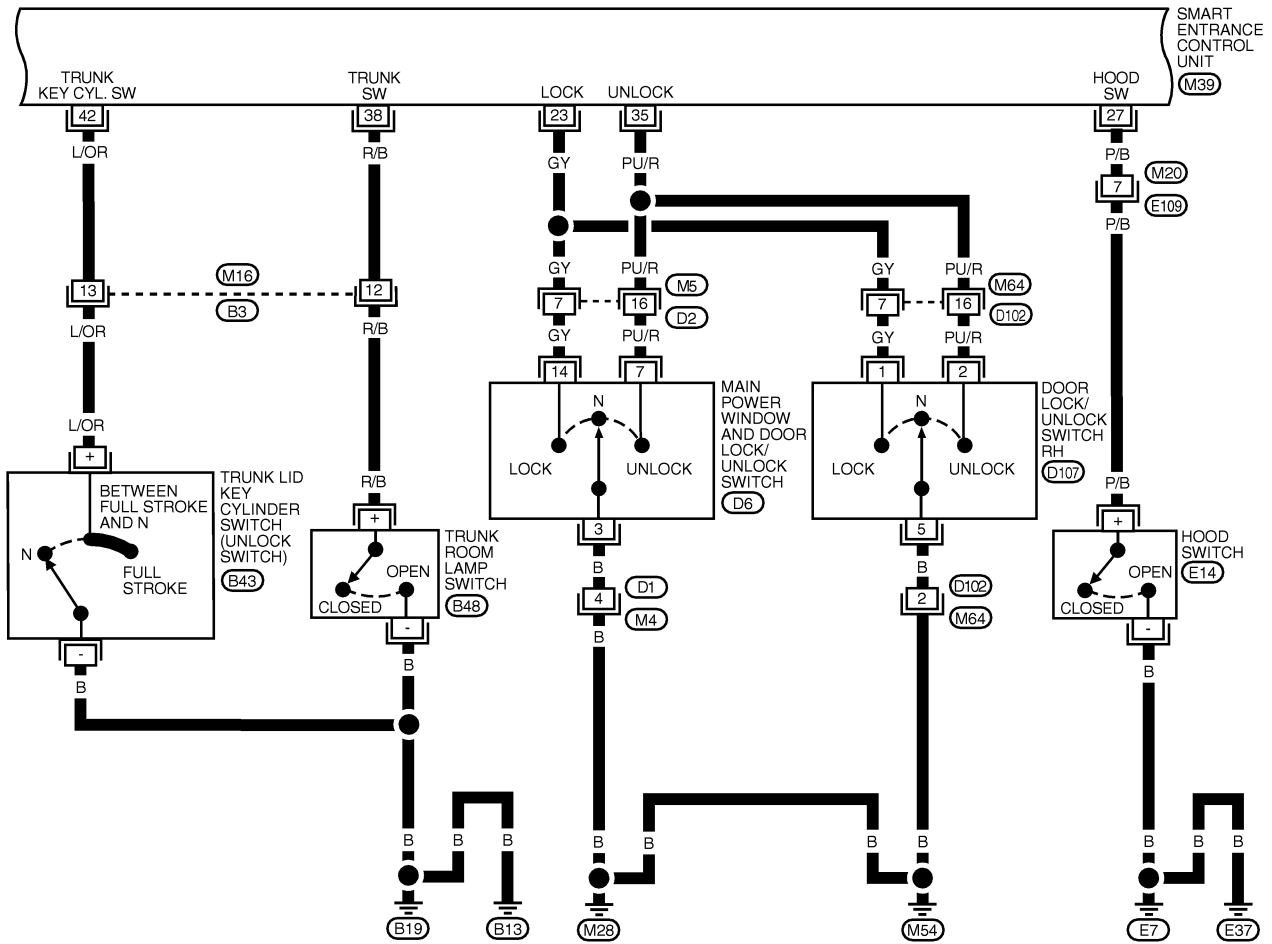 SMART
ENTRANCE
CONTROL
UNIT
M39
TRUNK
KEY CYL. SW
TRUNK
SW
LOCK
UNLOCK
HOOD
SW
42
38
23
35
27
L/OR
R/B
GY
PU/R
P/B
7
M20
E109
P/B
GY
PU/R
GY
PU/R
13
M16
B3
12
7
16
M5
D2
7
16
M64
D102
L/OR
R/B
GY
PU/R
GY
PU/R
14
7
1
2
MAIN
POWER
WINDOW
AND DOOR
LOCK/
UNLOCK
SWITCH
D6
N
LOCK
UNLOCK
DOOR
LOCK/
UNLOCK
SWITCH
RH
D107
N
LOCK
UNLOCK
L/OR
R/B
P/B
+
+
+
BETWEEN
FULL STROKE
AND N
N
FULL
STROKE
TRUNK LID
KEY
CYLINDER
SWITCH
(UNLOCK
SWITCH)
B43
TRUNK
ROOM
LAMP
SWITCH
B48
OPEN
CLOSED
HOOD
SWITCH
E14
OPEN
CLOSED
3
5
B
B
4
D1
M4
2
D102
M64
B
B
-
-
-
B
B
B
B
B
B
B
B
B
B
B
B
B
B19
B13
M28
M54
E7
E37